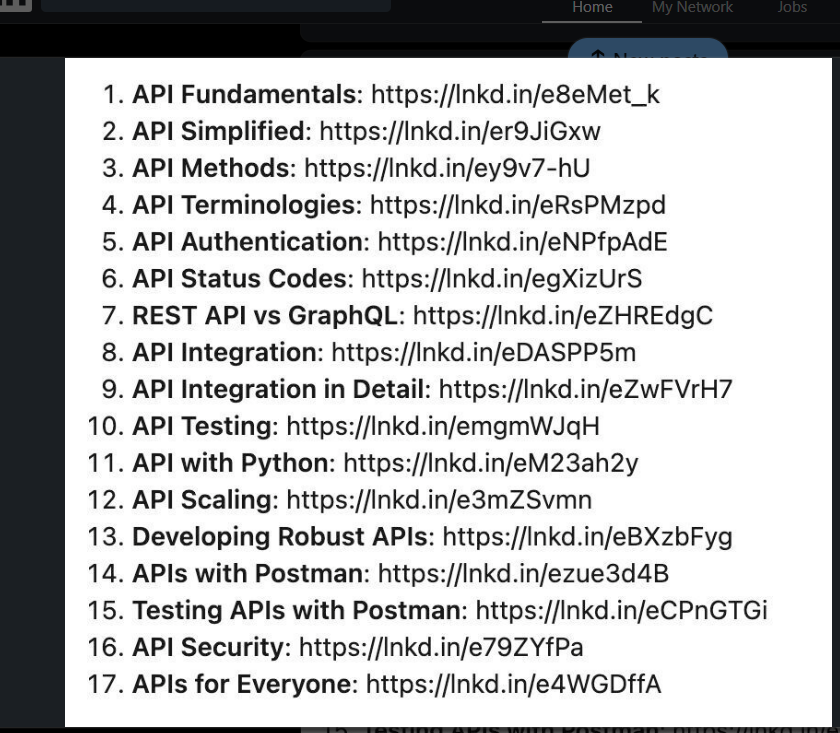 Home My Network Jobs
New posts
1. API Fundamentals: https://lnkd.in/e8eMet_k
2. API Simplified: https://lnkd.in/er9JiGxw
3. API Methods: https://lnkd.in/ey9v7-hU
4. API Terminologies: https://lnkd.in/eRsPMzpd
5. API Authentication: https://lnkd.in/eNPfpAdE
6. API Status Codes: https://lnkd.in/egXizUrS
7. REST API vs GraphQL: https://lnkd.in/eZHREdgC
8. API Integration: https://lnkd.in/eDASPP5m
9. API Integration in Detail: https://lnkd.in/eZwFVrH7
10. API Testing: https://lnkd.in/emgmWJqH
11. API with Python: https://lnkd.in/eM23ah2y
12. API Scaling: https://lnkd.in/e3mZSvmn
13. Developing Robust APIs: https://lnkd.in/eBXzbFyg
14. APIs with Postman: https://lnkd.in/ezue3d4B
15. Testing APIs with Postman: https://lnkd.in/eCPnGTGi
16. API Security: https://lnkd.in/e79ZYfPa
17. APIs for Everyone: https://lnkd.in/e4WGDffA
15. Testing APIs with Postman: https://lnkd.in/e